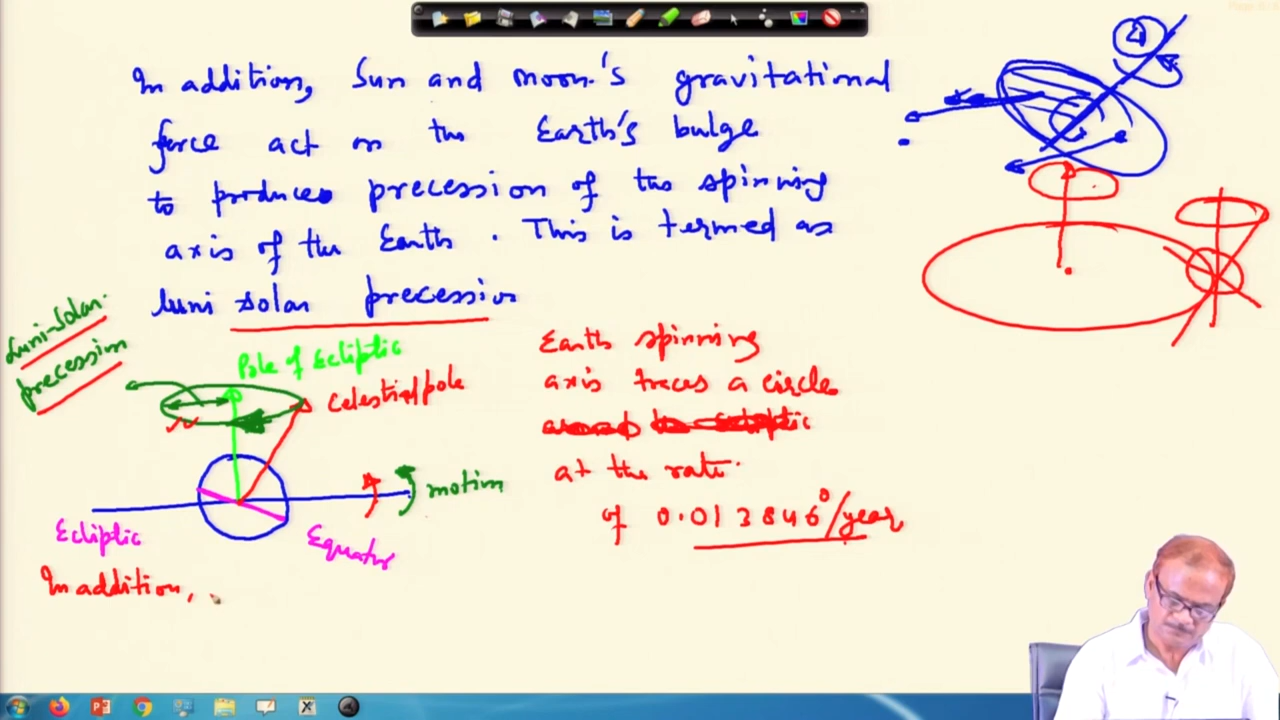 In addition, Sun and moon's gravitational
force act on the Earth's bulge
to produce precession of the spinning
axis of the Earth. This is termed as
luni solar precession
Luni-Solar
precession
Pole of Ecliptic
Celestial pole
motion
Ecliptic
Equator
Earth spinning
axis traces a circle
at the rate
of 0.013846°/year
In addition,